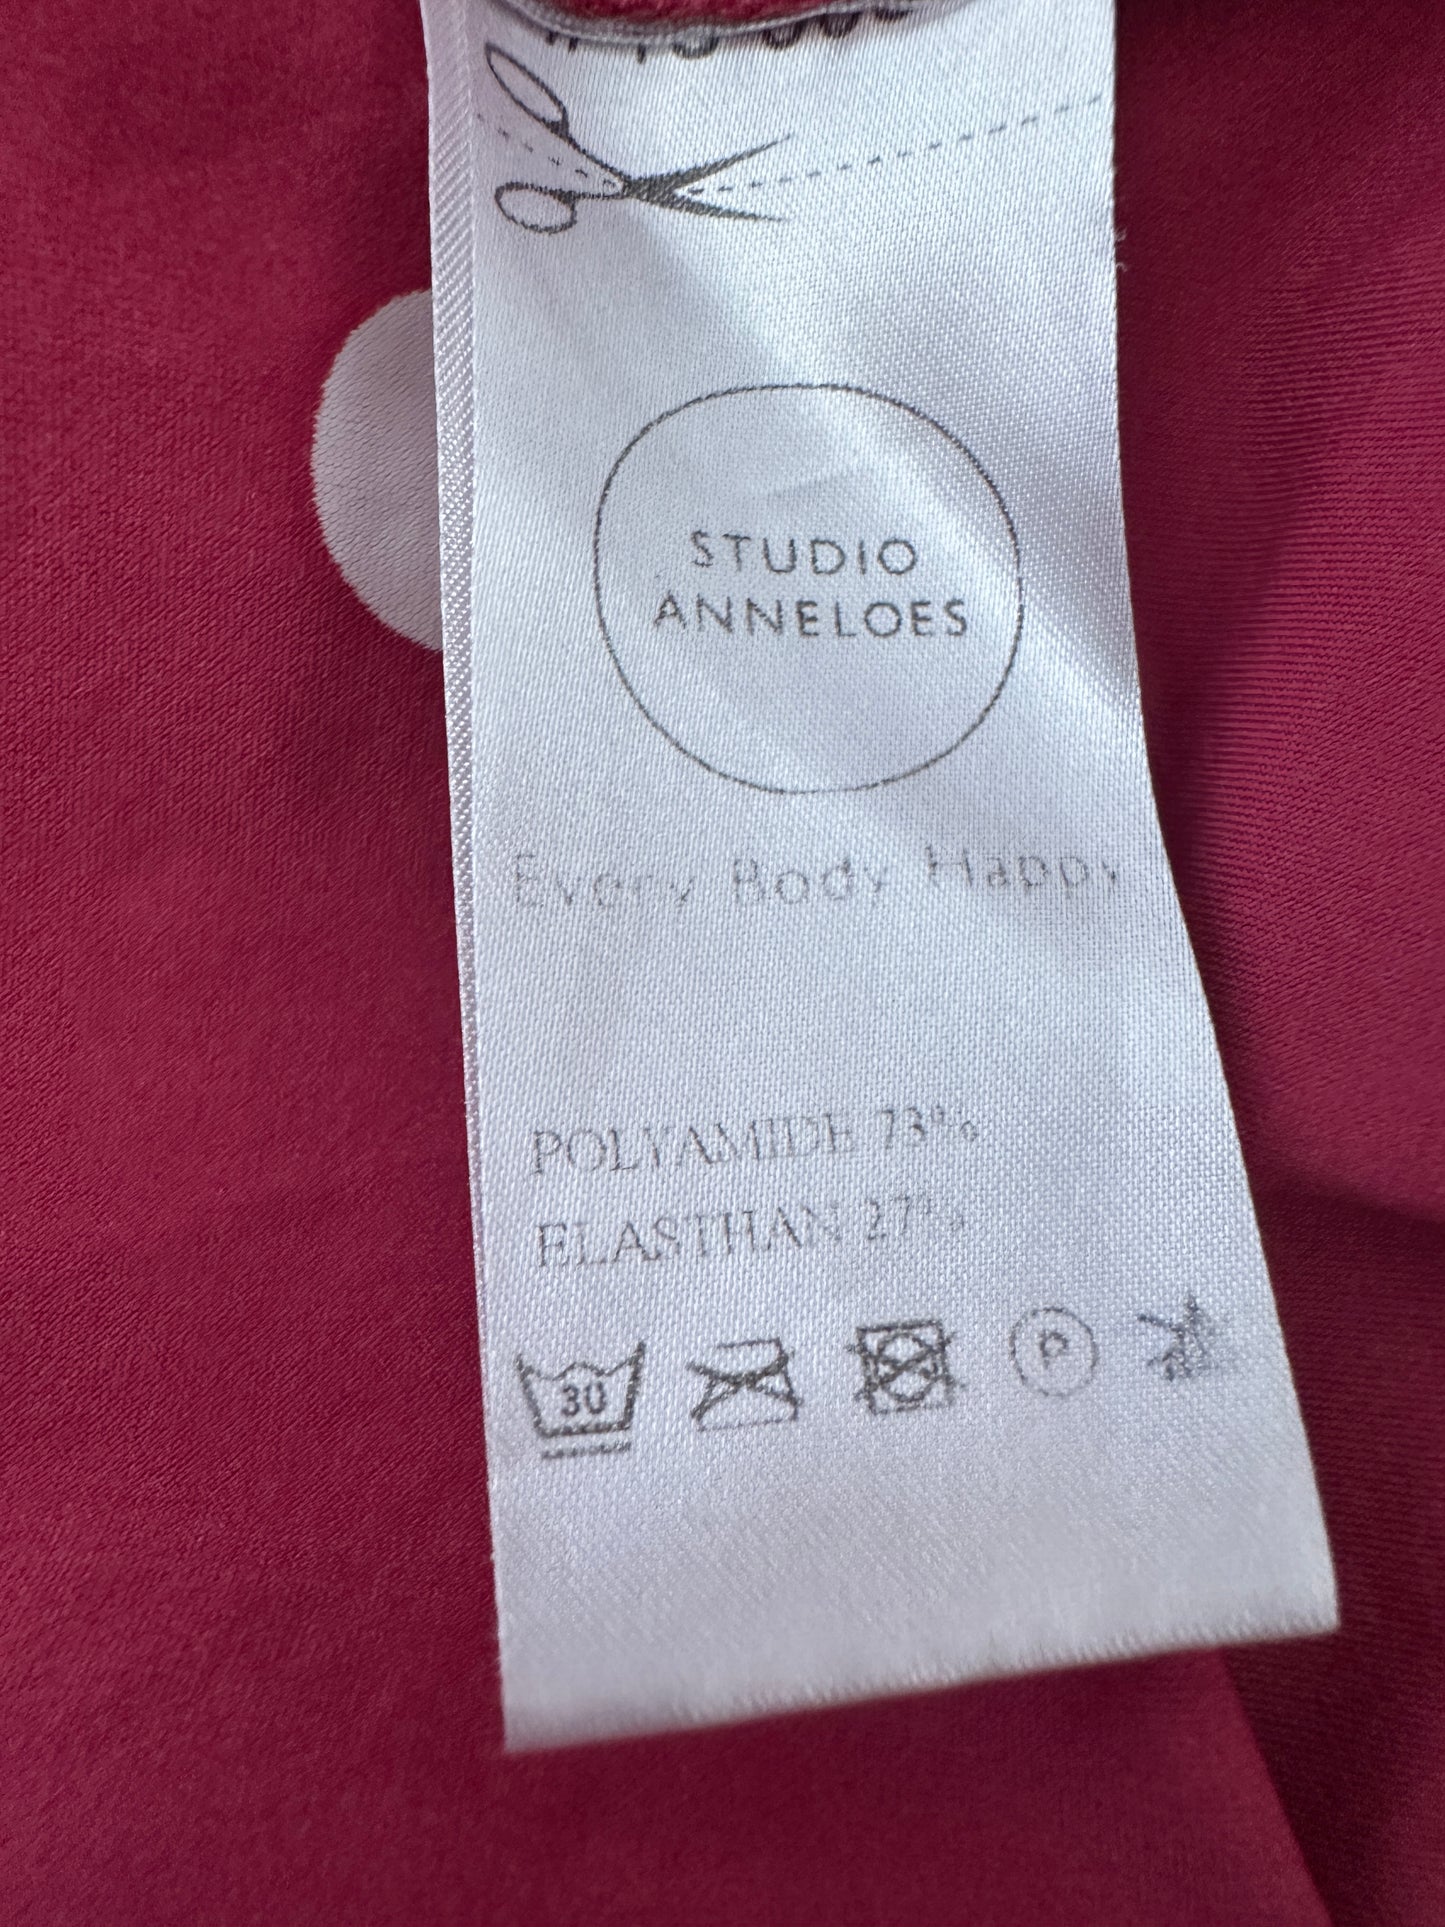 STUDIO
ANNELOES
Every Body Happy
POLYAMIDE 73%
ELASTHAN 27%
30
P